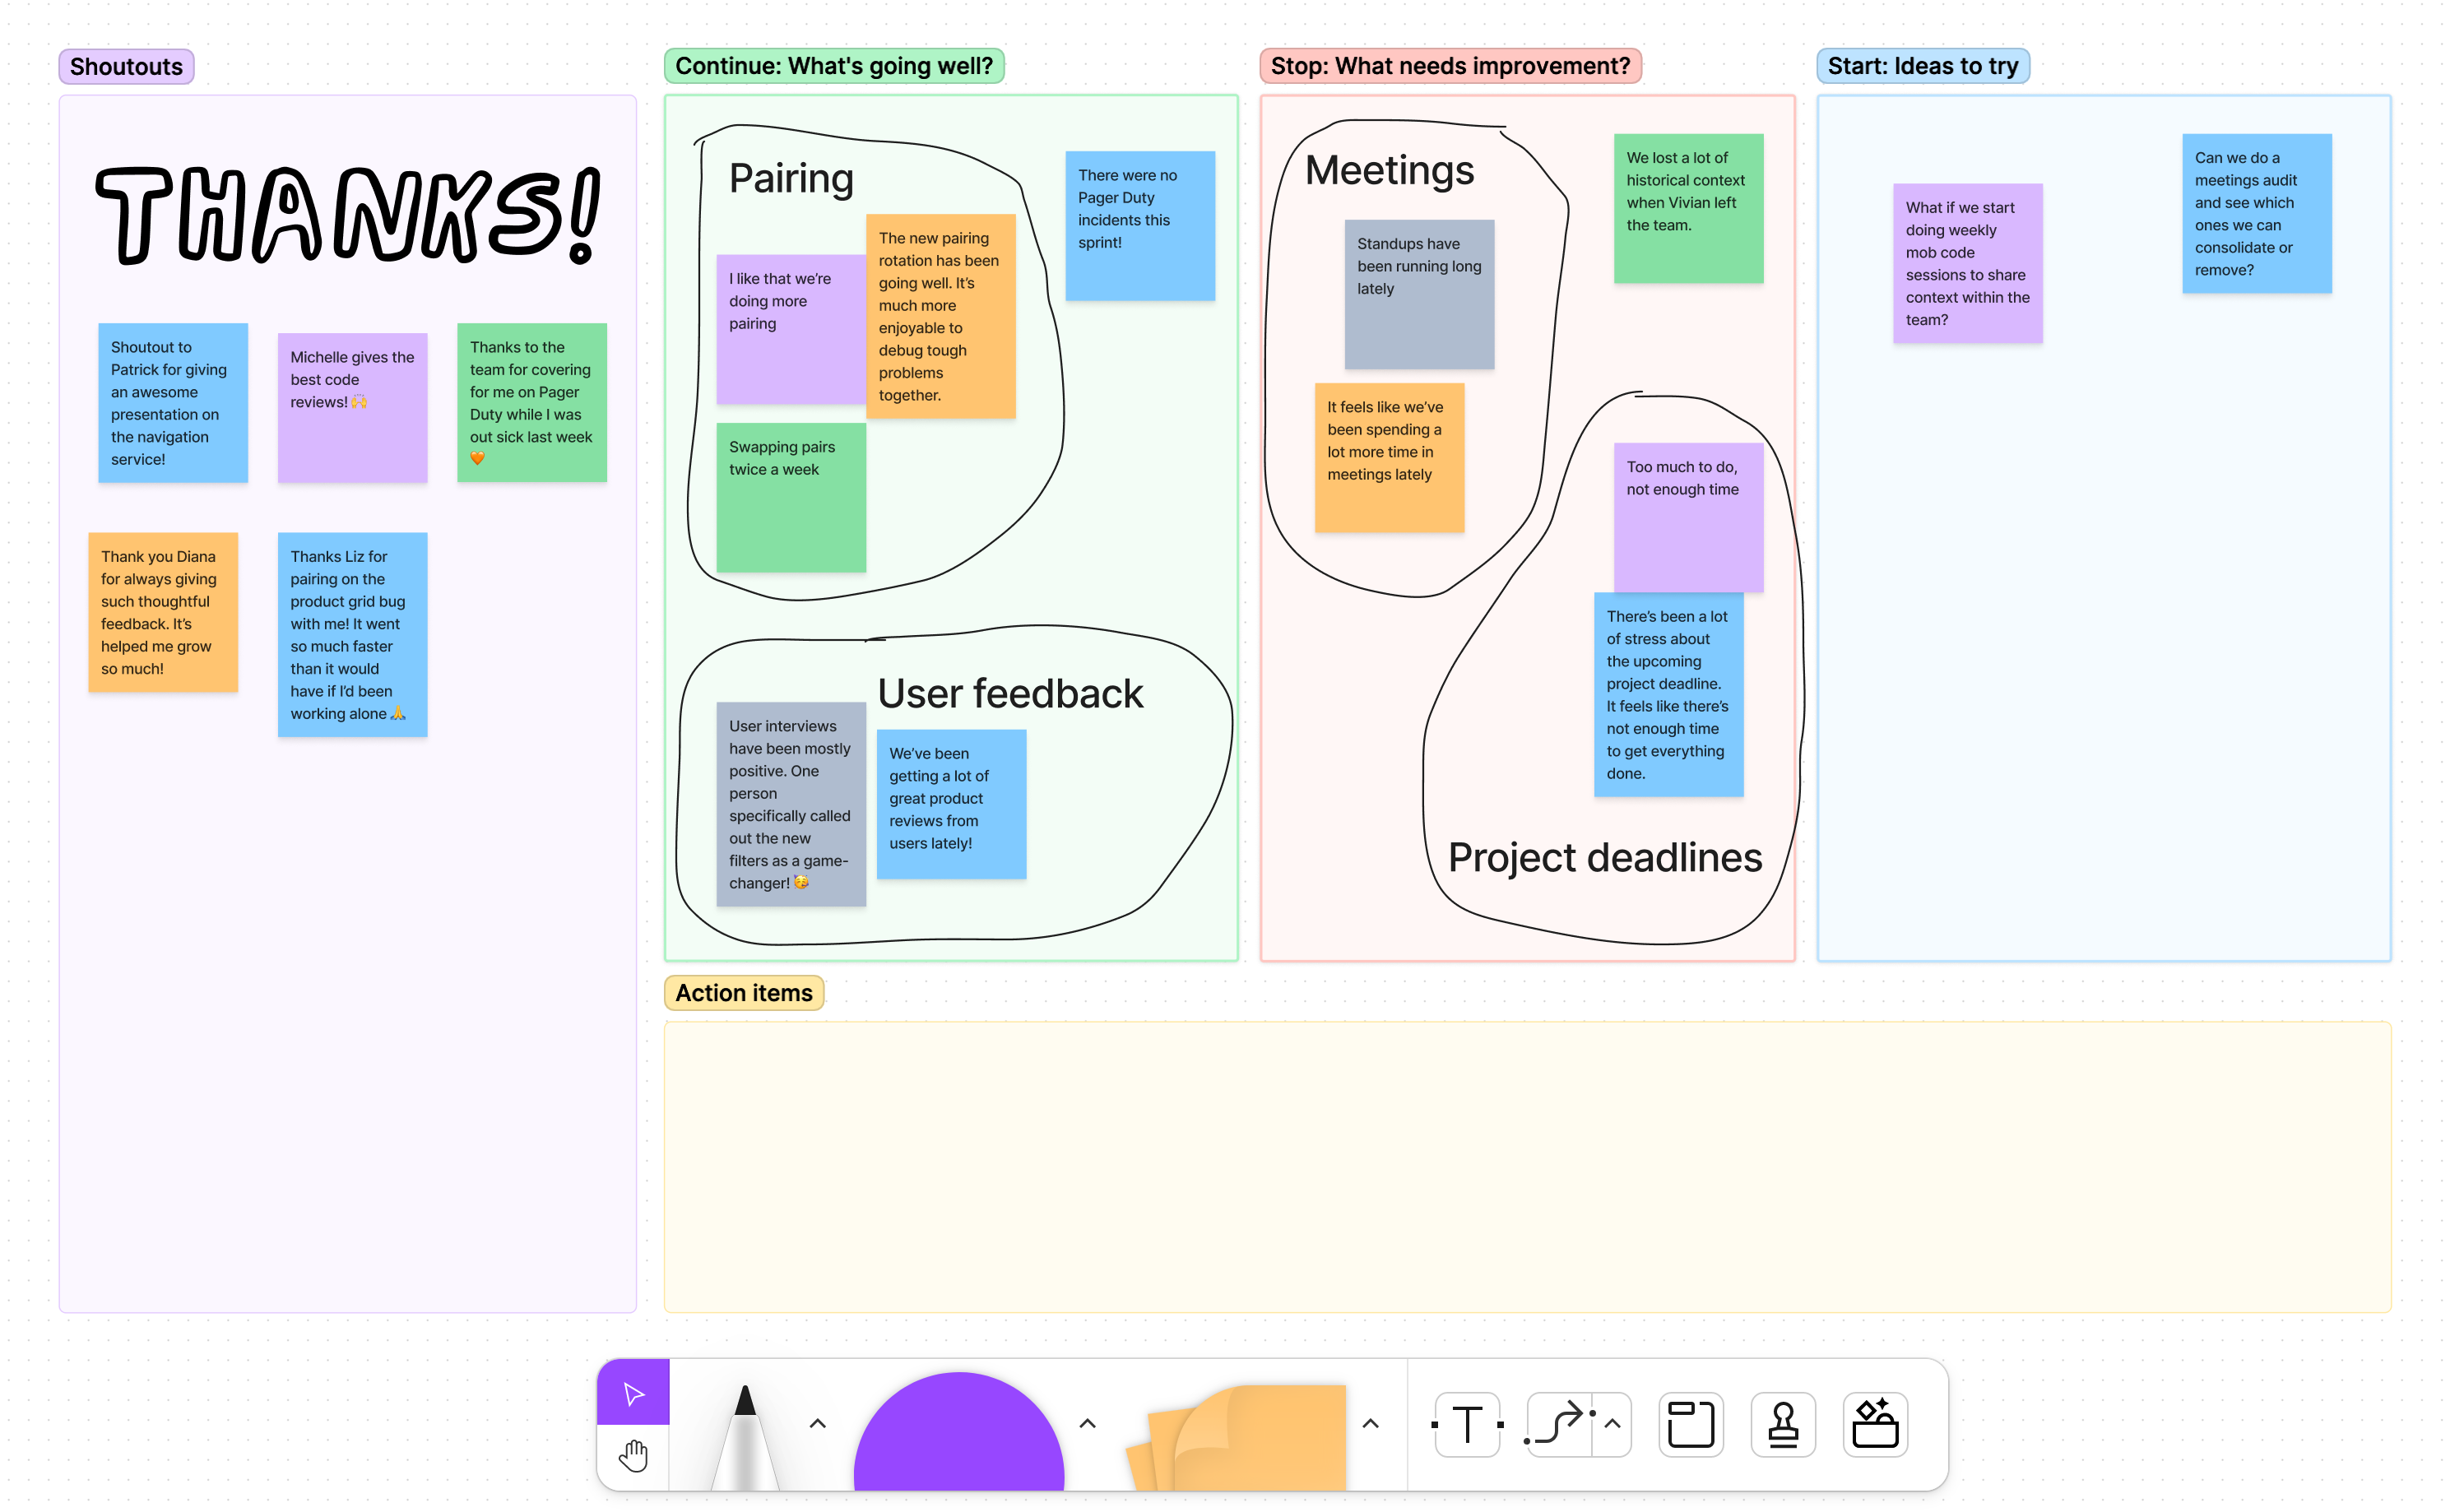 Shoutouts
THANKS!
Shoutout to
Patrick for giving
an awesome
presentation on
the navigation
service!
Michelle gives the
best code
reviews! 🙌
Thanks to the
team for covering
for me on Pager
Duty while I was
out sick last week
🧡
Thank you Diana
for always giving
such thoughtful
feedback. It’s
helped me grow
so much!
Thanks Liz for
pairing on the
product grid bug
with me! It went
so much faster
than it would
have if I’d been
working alone 🙏
Continue: What's going well?
Pairing
I like that we’re
doing more
pairing
The new pairing
rotation has been
going well. It’s
much more
enjoyable to
debug tough
problems
together.
Swapping pairs
twice a week
There were no
Pager Duty
incidents this
sprint!
User feedback
User interviews
have been mostly
positive. One
person
specifically called
out the new
filters as a game-
changer! 🥳
We’ve been
getting a lot of
great product
reviews from
users lately!
Stop: What needs improvement?
Meetings
Standups have
been running long
lately
It feels like we’ve
been spending a
lot more time in
meetings lately
We lost a lot of
historical context
when Vivian left
the team.
Too much to do,
not enough time
There’s been a lot
of stress about
the upcoming
project deadline.
It feels like there’s
not enough time
to get everything
done.
Project deadlines
Start: Ideas to try
What if we start
doing weekly
mob code
sessions to share
context within the
team?
Can we do a
meetings audit
and see which
ones we can
consolidate or
remove?
Action items
T